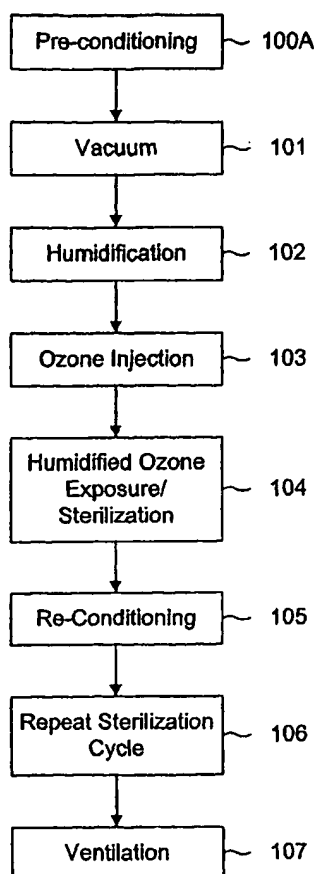 Pre-conditioning 100A
Vacuum 101
Humidification 102
Ozone Injection 103
Humidified Ozone
Exposure/
Sterilization
104
Re-Conditioning 105
Repeat Sterilization
Cycle
106
Ventilation 107